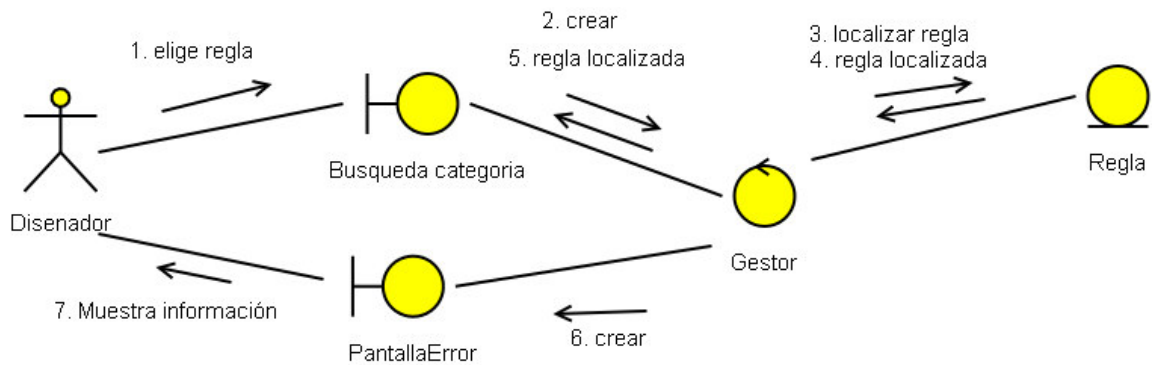 1. elige regla
2. crear
5. regla localizada
3. localizar regla
4. regla localizada
Busqueda categoria
Regla
Disenador
Gestor
7. Muestra información
6. crear
PantallaError